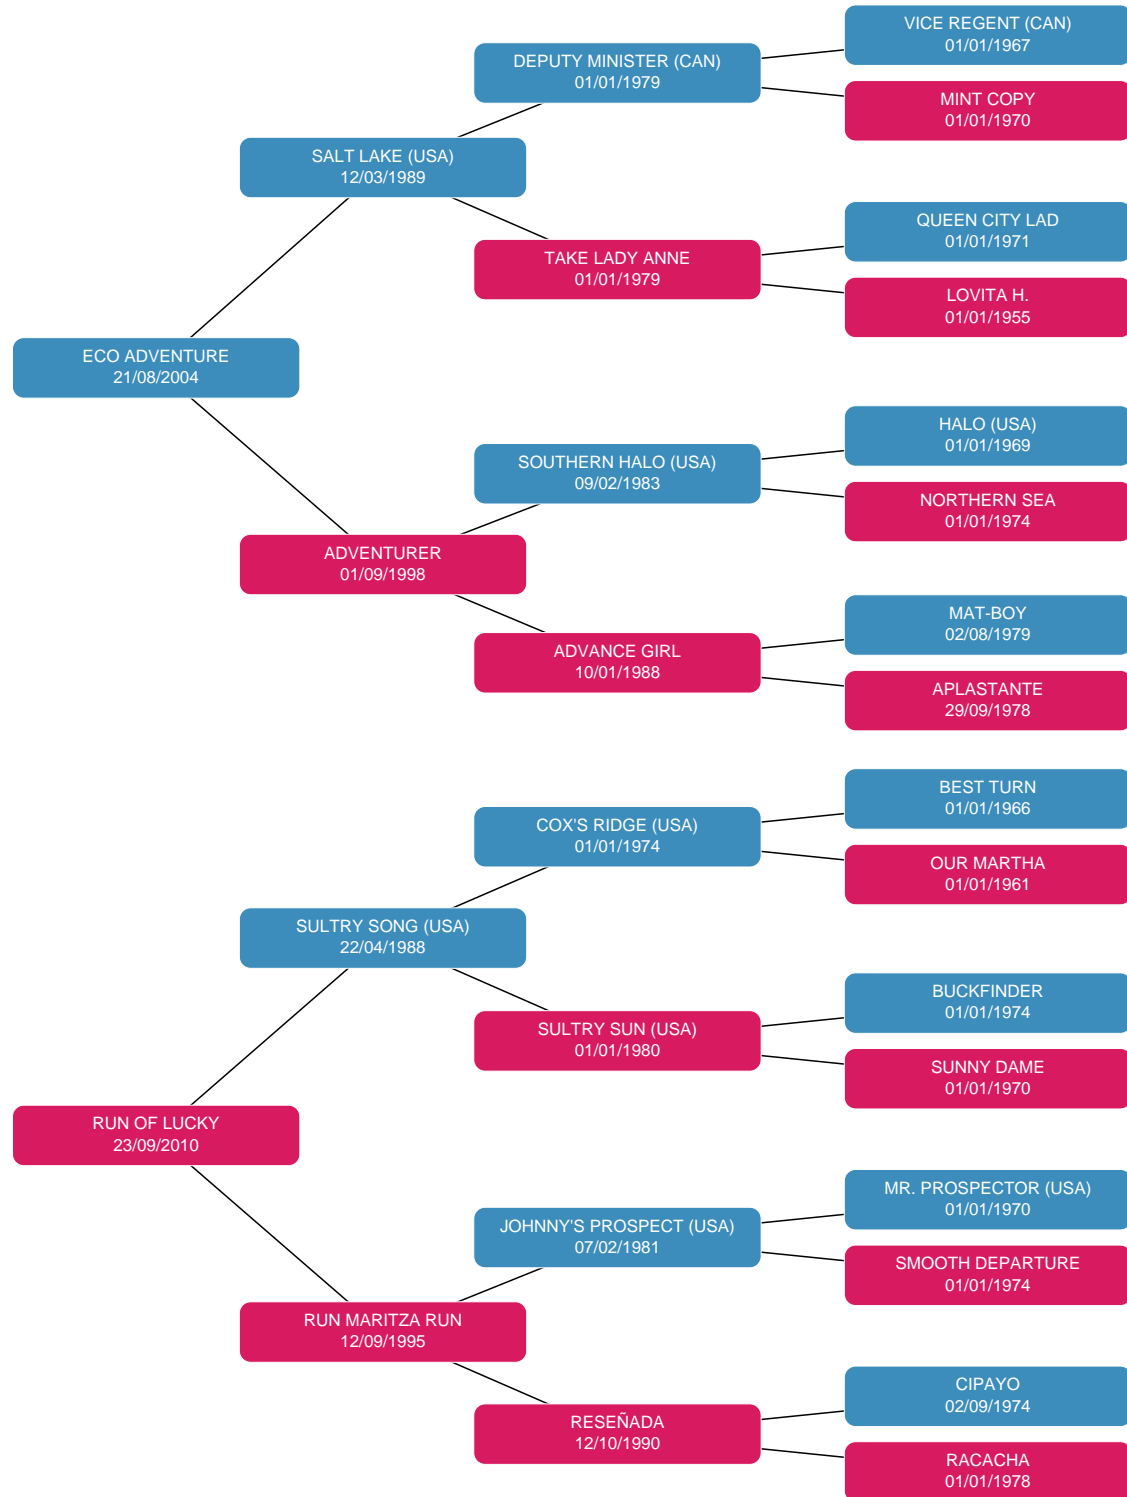 VICE REGENT (CAN)
01/01/1967
DEPUTY MINISTER (CAN)
01/01/1979
MINT COPY
01/01/1970
SALT LAKE (USA)
12/03/1989
QUEEN CITY LAD
01/01/1971
TAKE LADY ANNE
01/01/1979
LOVITA H.
01/01/1955
ECO ADVENTURE
21/08/2004
HALO (USA)
01/01/1969
SOUTHERN HALO (USA)
09/02/1983
NORTHERN SEA
01/01/1974
ADVENTURER
01/09/1998
MAT-BOY
02/08/1979
ADVANCE GIRL
10/01/1988
APLASTANTE
29/09/1978
BEST TURN
01/01/1966
COX'S RIDGE (USA)
01/01/1974
OUR MARTHA
01/01/1961
SULTRY SONG (USA)
22/04/1988
BUCKFINDER
01/01/1974
SULTRY SUN (USA)
01/01/1980
SUNNY DAME
01/01/1970
RUN OF LUCKY
23/09/2010
MR. PROSPECTOR (USA)
01/01/1970
JOHNNY'S PROSPECT (USA)
07/02/1981
SMOOTH DEPARTURE
01/01/1974
RUN MARITZA RUN
12/09/1995
CIPAYO
02/09/1974
RESEÑADA
12/10/1990
RACACHA
01/01/1978